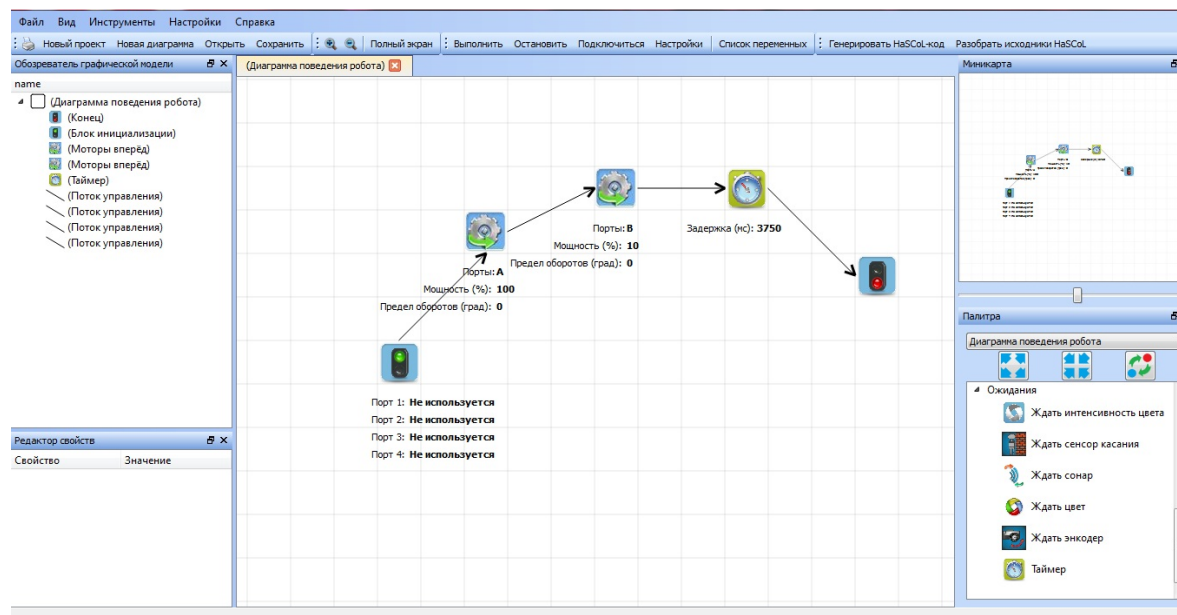 Файл Вид Инструменты Настройки Справка
Новый проект Новая диаграмма Открыть Сохранить Полный экран Выполнить Остановить Подключиться Настройки Список переменных Генерировать HaSCoL-код Разобрать исходники HaSCoL
Обозреватель графической модели
name
(Диаграмма поведения робота)
(Конец)
(Блок инициализации)
(Моторы вперёд)
(Моторы вперёд)
(Таймер)
(Поток управления)
(Поток управления)
(Поток управления)
(Поток управления)
Редактор свойств
Свойство Значение
(Диаграмма поведения робота)
Порты: B
Мощность (%): 10
Предел оборотов (град): 0
Задержка (мс): 3750
Порты: A
Мощность (%): 100
Предел оборотов (град): 0
Порт 1: Не используется
Порт 2: Не используется
Порт 3: Не используется
Порт 4: Не используется
Миникарта
Палитра
Диаграмма поведения робота
Ожидания
Ждать интенсивность цвета
Ждать сенсор касания
Ждать сонар
Ждать цвет
Ждать энкодер
Таймер